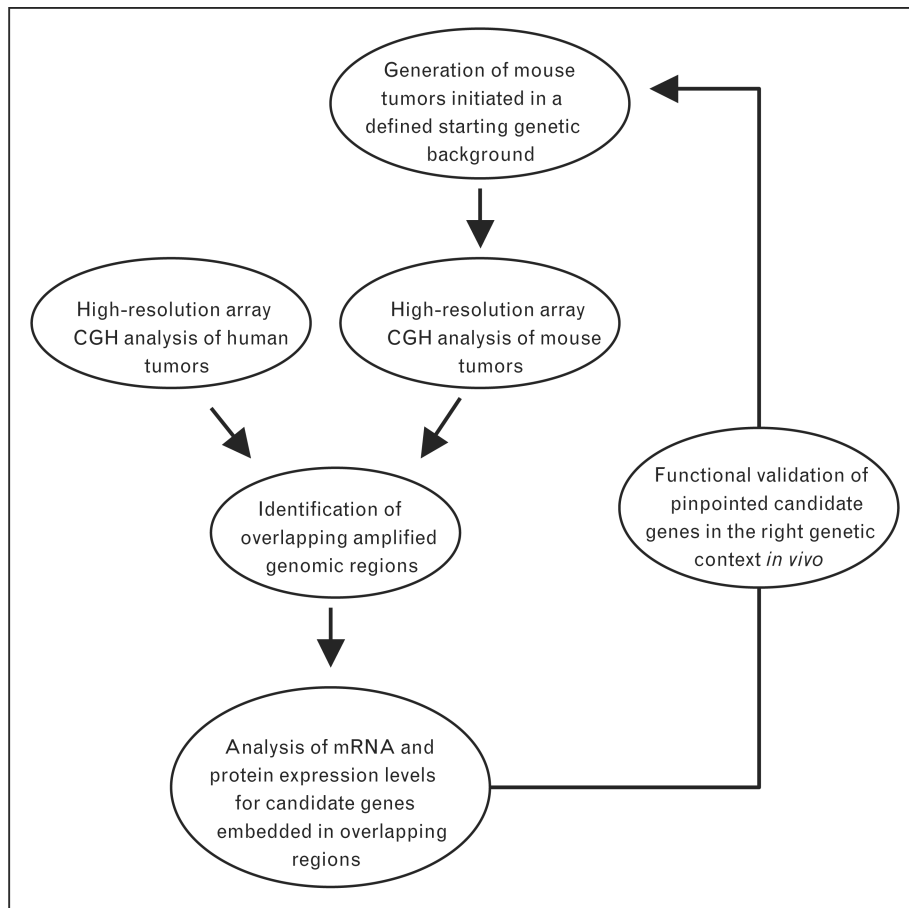 Generation of mouse
tumors initiated in a
defined starting genetic
background
High-resolution array
CGH analysis of human
tumors
High-resolution array
CGH analysis of mouse
tumors
Identification of
overlapping amplified
genomic regions
Functional validation of
pinpointed candidate
genes in the right genetic
context in vivo
Analysis of mRNA and
protein expression levels
for candidate genes
embedded in overlapping
regions